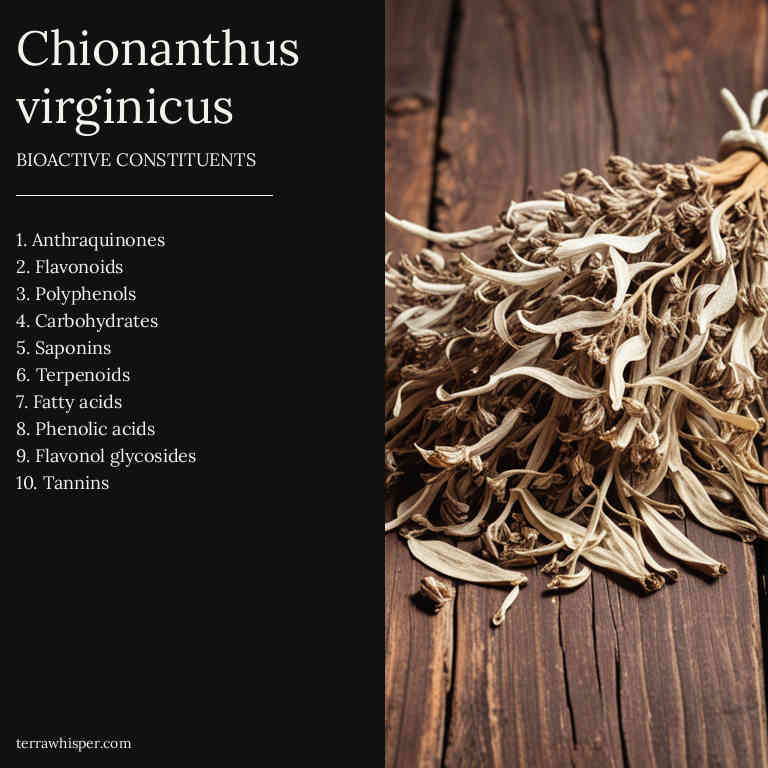 Chionanthus
virginicus
BIOACTIVE CONSTITUENTS
1. Anthraquinones
2. Flavonoids
3. Polyphenols
4. Carbohydrates
5. Saponins
6. Terpenoids
7. Fatty acids
8. Phenolic acids
9. Flavonol glycosides
10. Tannins
terrawhisper.com